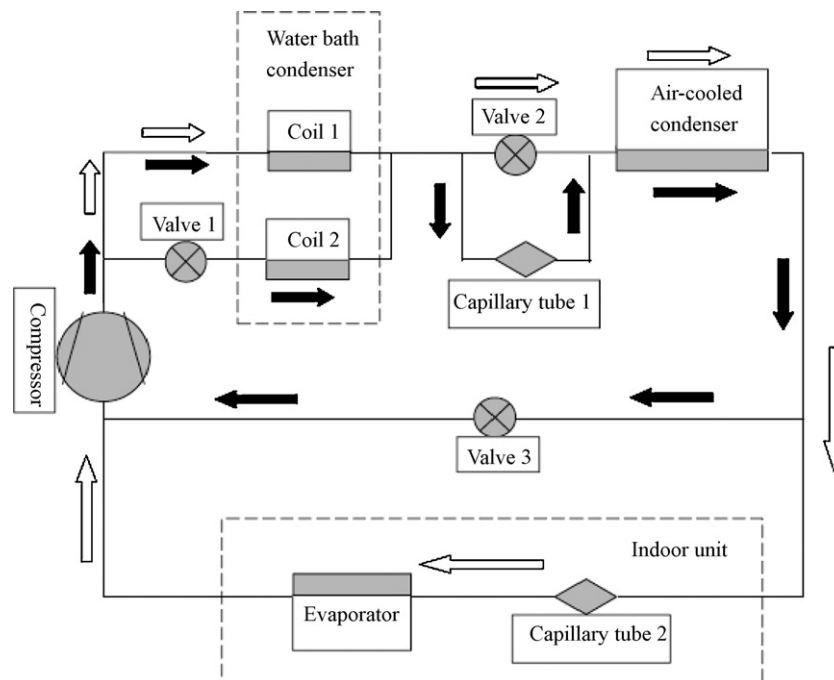 Water bath
condenser
Coil 1
Valve 2
Air-cooled
condenser
Valve 1
Coil 2
Capillary tube 1
Compressor
Valve 3
Indoor unit
Evaporator
Capillary tube 2